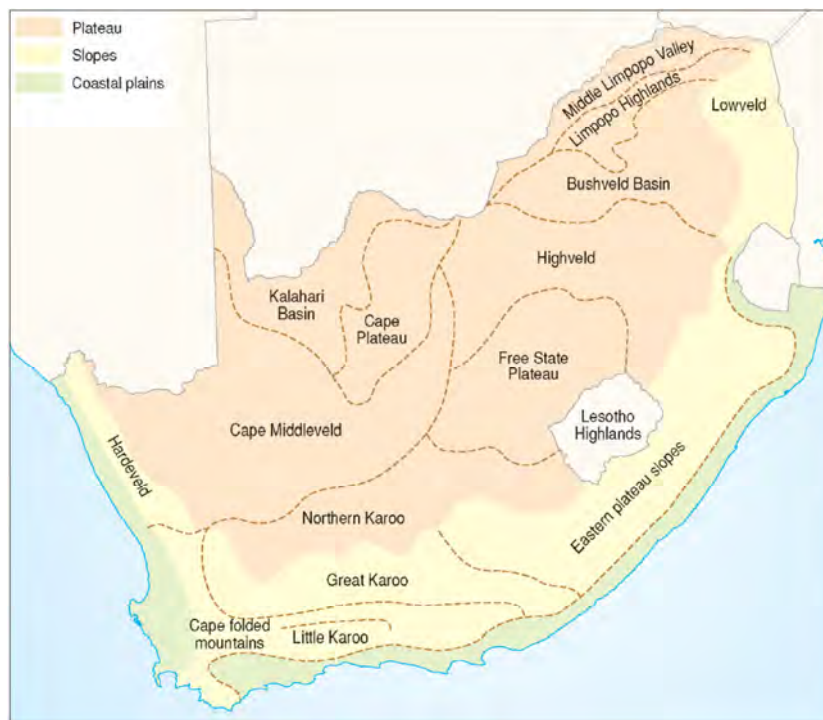 Plateau
Slopes
Coastal plains
Middle Limpopo Valley
Limpopo Highlands
Lowveld
Bushveld Basin
Highveld
Kalahari
Basin
Cape
Plateau
Free State
Plateau
Cape Middleveld
Lesotho
Highlands
Hardeveld
Eastern plateau slopes
Northern Karoo
Great Karoo
Cape folded
mountains
Little Karoo